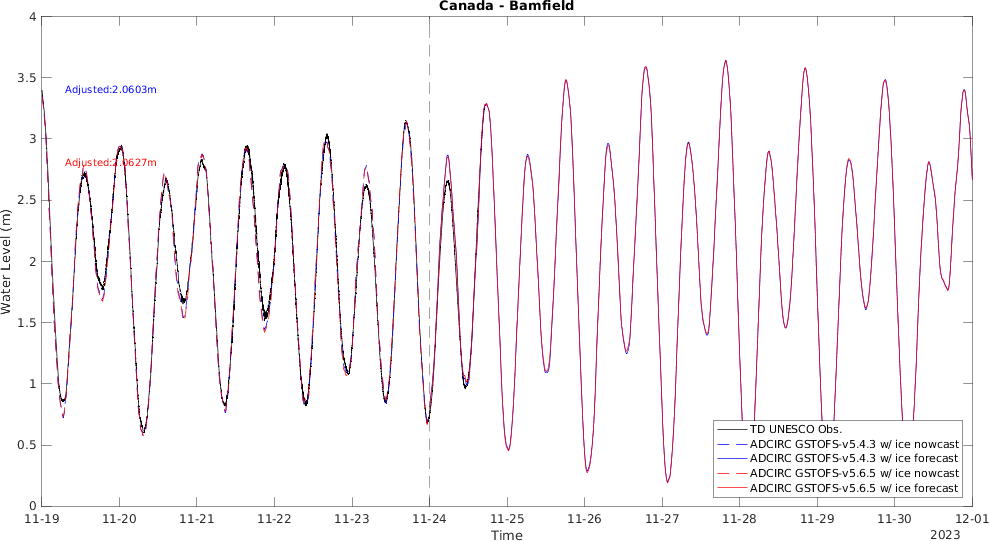 Canada - Bamfield
4
3.5
3
2.5
2
1.5
1
0.5
0
Water Level (m)
Adjusted:2.0603m
Adjusted:2.0627m
TD UNESCO Obs.
ADCIRC GSTOFS-v5.4.3 w/ ice nowcast
ADCIRC GSTOFS-v5.4.3 w/ ice forecast
ADCIRC GSTOFS-v5.6.5 w/ ice nowcast
ADCIRC GSTOFS-v5.6.5 w/ ice forecast
11-19 11-20 11-21 11-22 11-23 11-24 11-25 11-26 11-27 11-28 11-29 11-30 12-01
Time
2023